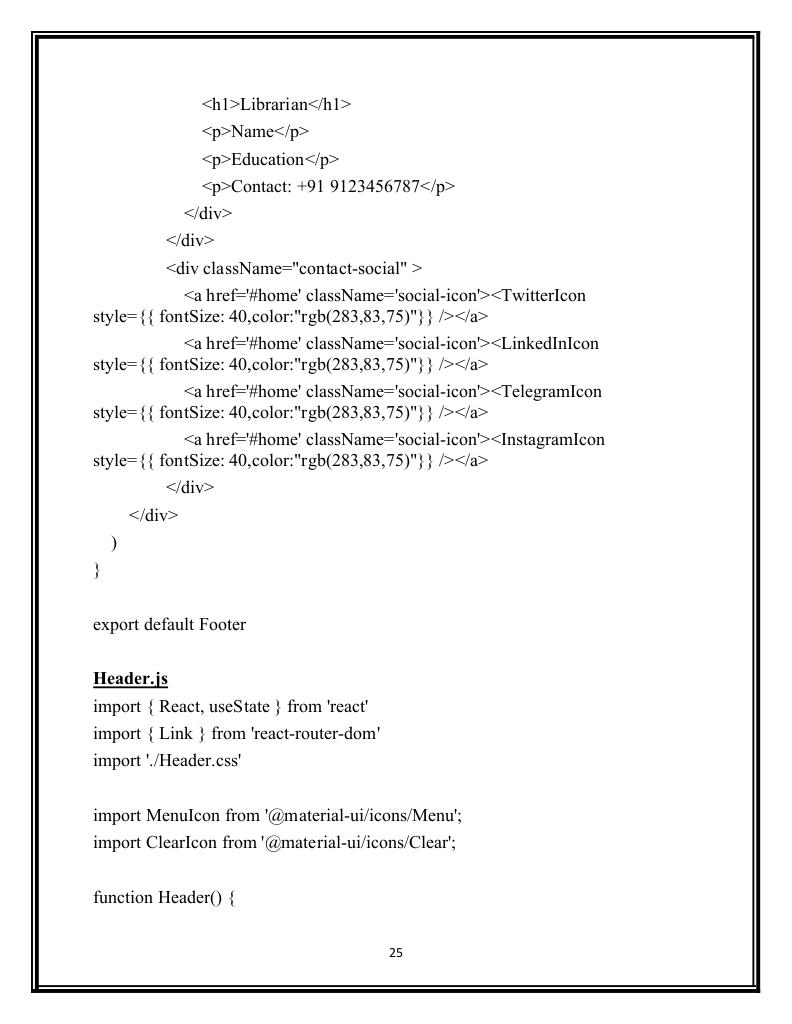 <h1>Librarian</h1>
<p>Name</p>
<p>Education</p>
<p>Contact: +91 9123456787</p>
</div>
</div>
<div className="contact-social" >
<a href='#home' className='social-icon'><TwitterIcon
style={{ fontSize: 40,color:"rgb(283,83,75)"}} /></a>
<a href='#home' className='social-icon'><LinkedInIcon
style={{ fontSize: 40,color:"rgb(283,83,75)"}} /></a>
<a href='#home' className='social-icon'><TelegramIcon
style={{ fontSize: 40,color:"rgb(283,83,75)"}} /></a>
<a href='#home' className='social-icon'><InstagramIcon
style={{ fontSize: 40,color:"rgb(283,83,75)"}} /></a>
</div>
</div>
)
}
export default Footer
Header.js
import { React, useState } from 'react'
import { Link } from 'react-router-dom'
import './Header.css'
import MenuIcon from '@material-ui/icons/Menu';
import ClearIcon from '@material-ui/icons/Clear';
function Header() {
25